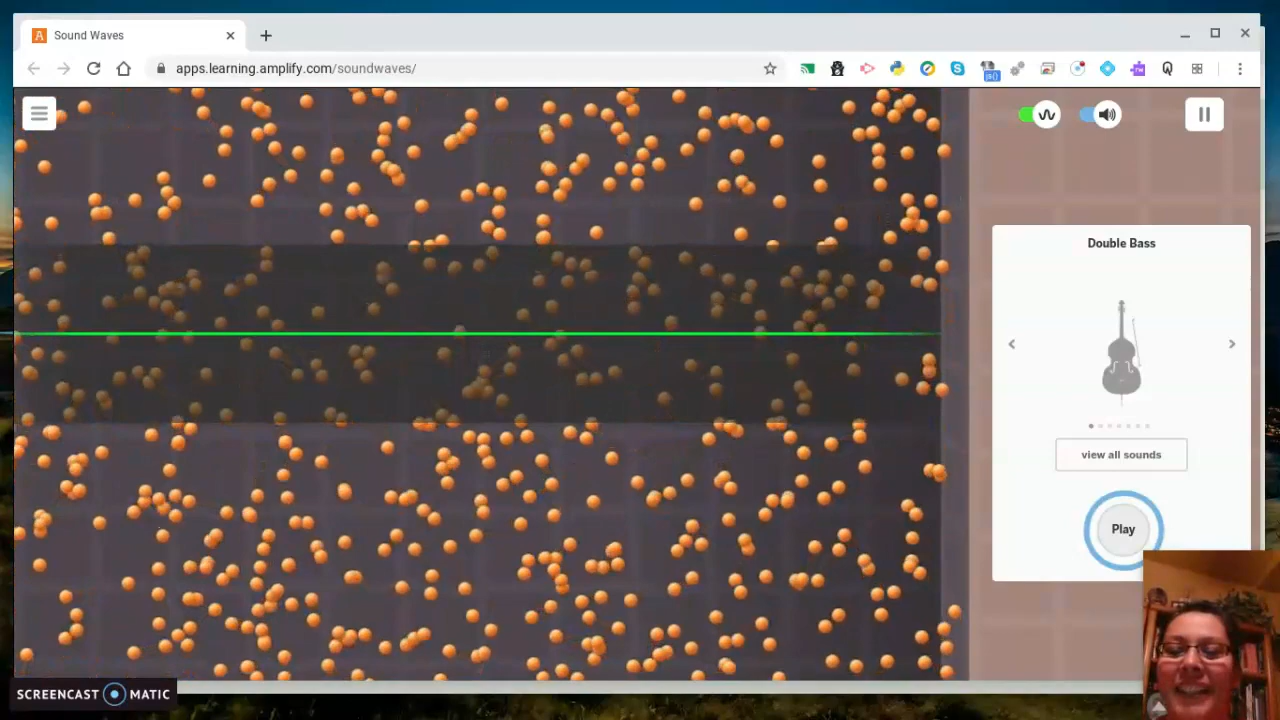 Sound Waves
apps.learning.amplify.com/soundwaves/
Double Bass
view all sounds
Play
SCREENCAST MATIC